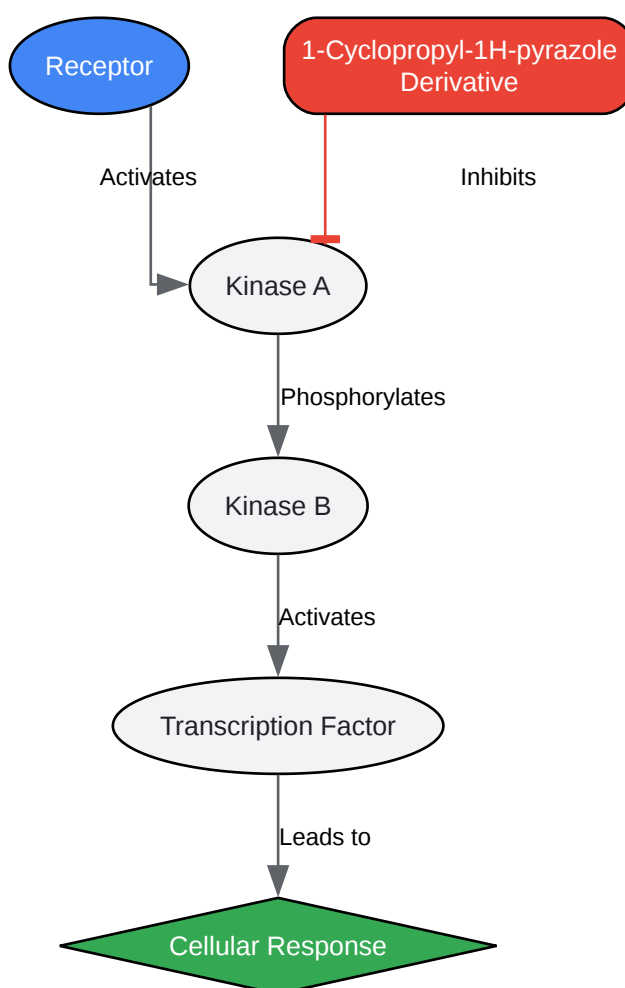 Receptor
1-Cyclopropyl-1H-pyrazole
Derivative
Activates
Inhibits
Kinase A
Phosphorylates
Kinase B
Activates
Transcription Factor
Leads to
Cellular Response